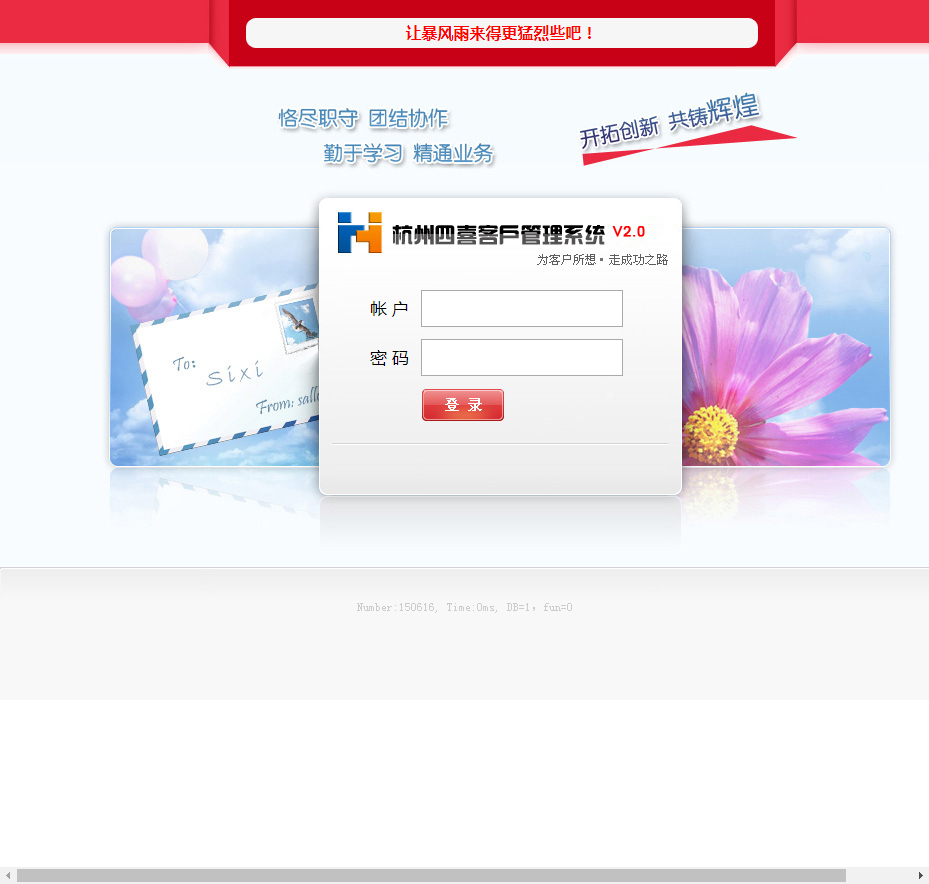 让暴风雨来得更猛烈些吧！
恪尽职守 团结协作
勤于学习 精通业务
开拓创新 共铸辉煌
杭州四喜客戶管理系统 V2.0
为客户所想·走成功之路
To:
sixi
From: salle
帐 户
密 码
登 录
Number:150616, Time:0ms, DB=1, fun=0